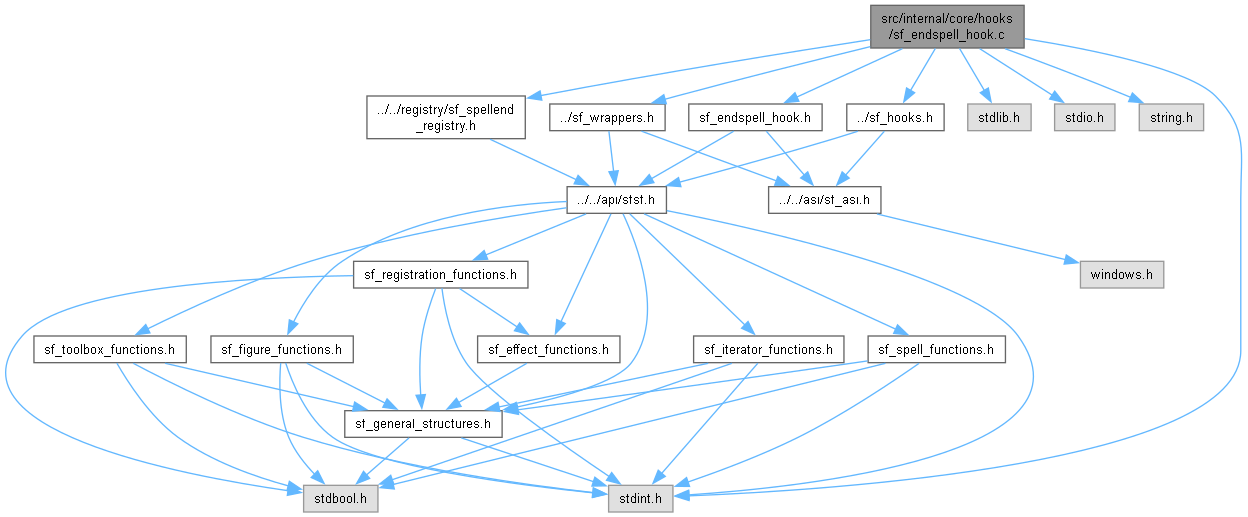 src/internal/core/hooks
/sf_endspell_hook.c
../../registry/sf_spellend
_registry.h
../sf_wrappers.h
sf_endspell_hook.h
../sf_hooks.h
stdlib.h
stdio.h
string.h
../../api/sfsf.h
../../asi/sf_asi.h
sf_registration_functions.h
windows.h
sf_toolbox_functions.h
sf_figure_functions.h
sf_effect_functions.h
sf_iterator_functions.h
sf_spell_functions.h
sf_general_structures.h
stdbool.h
stdint.h